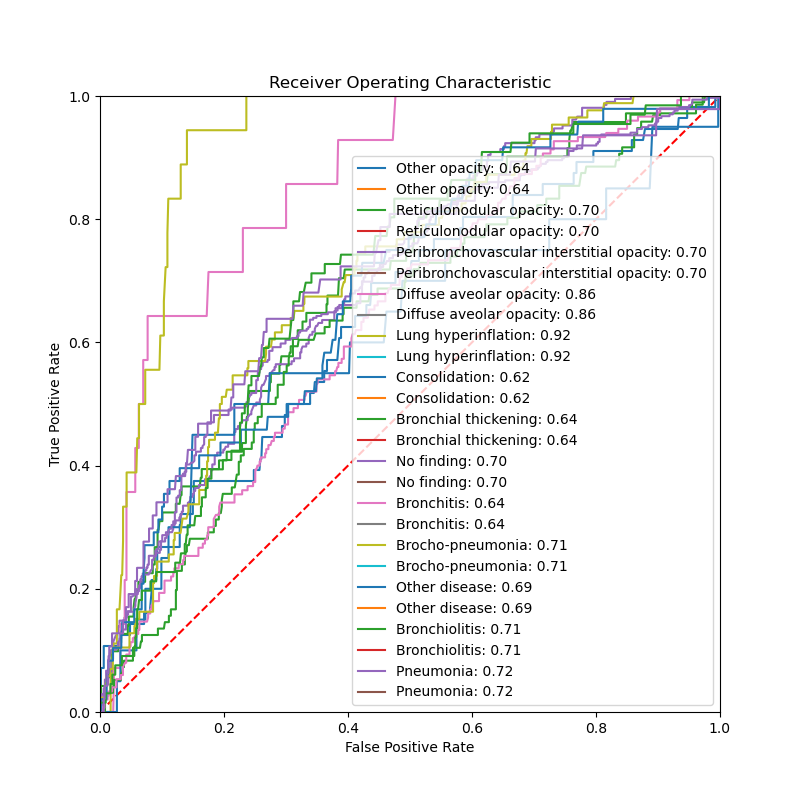 Receiver Operating Characteristic
True Positive Rate
1.0
0.8
0.6
0.4
0.2
0.0
Other opacity: 0.64
Other opacity: 0.64
Reticulonodular opacity: 0.70
Reticulonodular opacity: 0.70
Peribronchovascular interstitial opacity: 0.70
Peribronchovascular interstitial opacity: 0.70
Diffuse aveolar opacity: 0.86
Diffuse aveolar opacity: 0.86
Lung hyperinflation: 0.92
Lung hyperinflation: 0.92
Consolidation: 0.62
Consolidation: 0.62
Bronchial thickening: 0.64
Bronchial thickening: 0.64
No finding: 0.70
No finding: 0.70
Bronchitis: 0.64
Bronchitis: 0.64
Brocho-pneumonia: 0.71
Brocho-pneumonia: 0.71
Other disease: 0.69
Other disease: 0.69
Bronchiolitis: 0.71
Bronchiolitis: 0.71
Pneumonia: 0.72
Pneumonia: 0.72
0.0 0.2 0.4 0.6 0.8 1.0
False Positive Rate